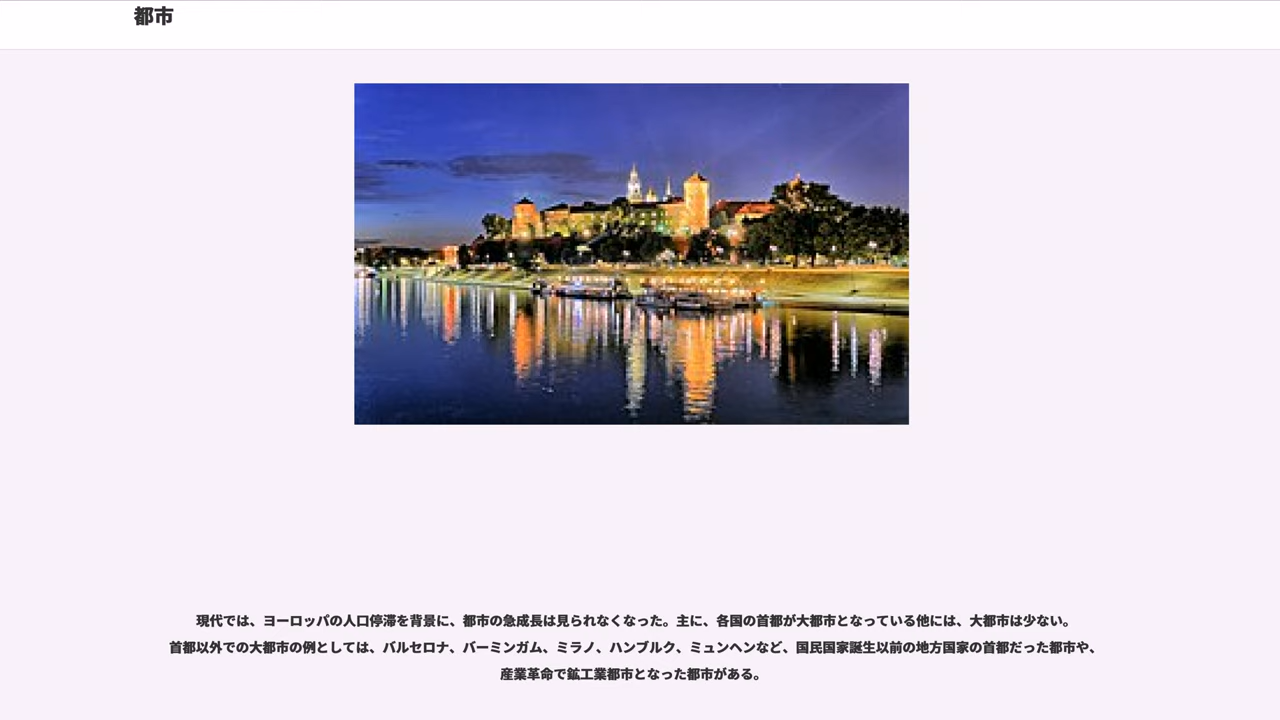 都市
現代では、ヨーロッパの人口停滞を背景に、都市の急成長は見られなくなった。主に、各国の首都が大都市となっている他には、大都市は少ない。
首都以外での大都市の例としては、バルセロナ、バーミンガム、ミラノ、ハンブルク、ミュンヘンなど、国民国家誕生以前の地方国家の首都だった都市や、
産業革命で鉱工業都市となった都市がある。